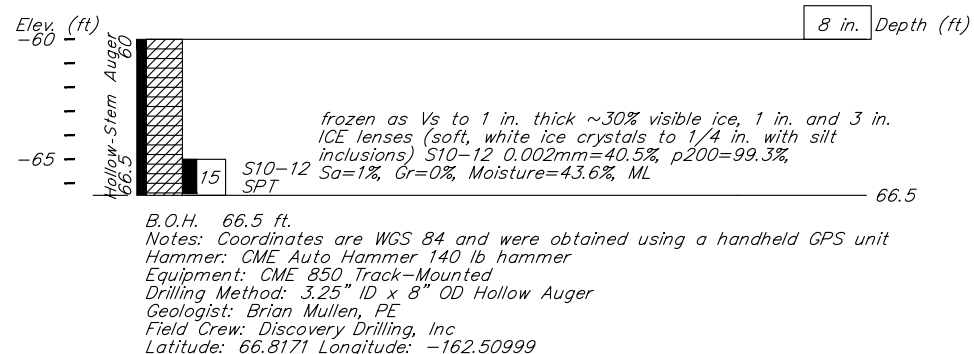 Elev. (ft)
8 in. Depth (ft)
-60
Hollow-Stem Auger
60
66.5
frozen as Vs to 1 in. thick ~30% visible ice, 1 in. and 3 in.
ICE lenses (soft, white ice crystals to 1/4 in. with silt
inclusions) S10-12 0.002mm=40.5%, p200=99.3%,
Sa=1%, Gr=0%, Moisture=43.6%, ML
-65
15
S10-12
SPT
66.5
B.O.H. 66.5 ft.
Notes: Coordinates are WGS 84 and were obtained using a handheld GPS unit
Hammer: CME Auto Hammer 140 lb hammer
Equipment: CME 850 Track-Mounted
Drilling Method: 3.25" ID x 8" OD Hollow Auger
Geologist: Brian Mullen, PE
Field Crew: Discovery Drilling, Inc
Latitude: 66.8171 Longitude: -162.50999